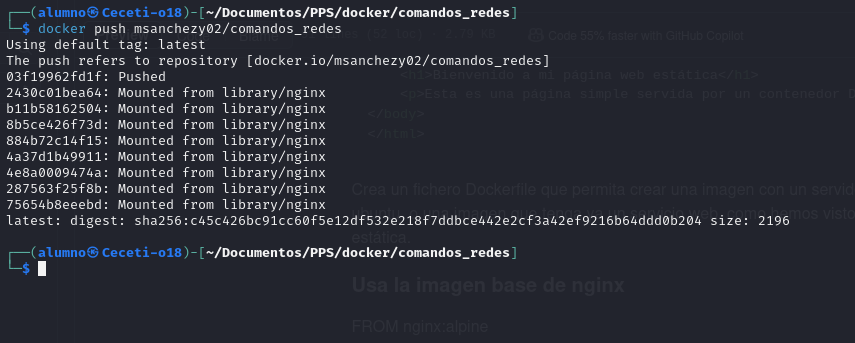 ┌──(alumno㉿Ceceti-o18)-[~/Documentos/PPS/docker/comandos_redes]
└─$ docker push msanchezy02/comandos_redes
Using default tag: latest
The push refers to repository [docker.io/msanchezy02/comandos_redes]
03f19962fd1f: Pushed
2430c01bea64: Mounted from library/nginx
b11b58162504: Mounted from library/nginx
8b5ce426f73d: Mounted from library/nginx
884b72c14f15: Mounted from library/nginx
4a37d1b49911: Mounted from library/nginx
4e8a0009474a: Mounted from library/nginx
287563f25f8b: Mounted from library/nginx
75654b8eeebd: Mounted from library/nginx
latest: digest: sha256:c45c426bc91cc60f5e12df532e218f7ddbce442e2cf3a42ef9216b64ddd0b204 size: 2196
┌──(alumno㉿Ceceti-o18)-[~/Documentos/PPS/docker/comandos_redes]
└─$
Code 55% faster with GitHub Copilot
<h1>Bienvenido a mi página web estática</h1>
<p>Esta es una página simple servida por un contenedor
</body>
</html>
Crea un fichero Dockerfile que permita crear una imagen con un servid
estática.
Usa la imagen base de nginx
FROM nginx:alpine